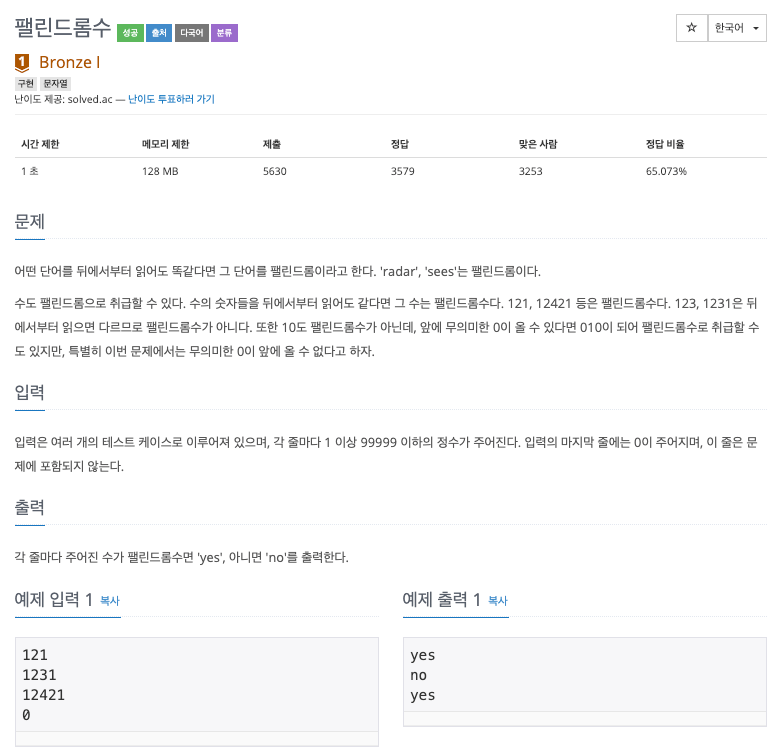 팰린드롬수 성공 출처 다국어 분류 ☆ 한국어
1 Bronze I
구현 문자열
난이도 제공: solved.ac — 난이도 투표하러 가기
시간 제한 메모리 제한 제출 정답 맞은 사람 정답 비율
1 초 128 MB 5630 3579 3253 65.073%
문제
어떤 단어를 뒤에서부터 읽어도 똑같다면 그 단어를 팰린드롬이라고 한다. 'radar', 'sees'는 팰린드롬이다.
수도 팰린드롬으로 취급할 수 있다. 수의 숫자들을 뒤에서부터 읽어도 같다면 그 수는 팰린드롬수다. 121, 12421 등은 팰린드롬수다. 123, 1231은 뒤
에서부터 읽으면 다르므로 팰린드롬수가 아니다. 또한 10도 팰린드롬수가 아닌데, 앞에 무의미한 0이 올 수 있다면 010이 되어 팰린드롬수로 취급할 수
도 있지만, 특별히 이번 문제에서는 무의미한 0이 앞에 올 수 없다고 하자.
입력
입력은 여러 개의 테스트 케이스로 이루어져 있으며, 각 줄마다 1 이상 99999 이하의 정수가 주어진다. 입력의 마지막 줄에는 0이 주어지며, 이 줄은 문
제에 포함되지 않는다.
출력
각 줄마다 주어진 수가 팰린드롬수면 'yes', 아니면 'no'를 출력한다.
예제 입력 1 복사
121
1231
12421
0
예제 출력 1 복사
yes
no
yes